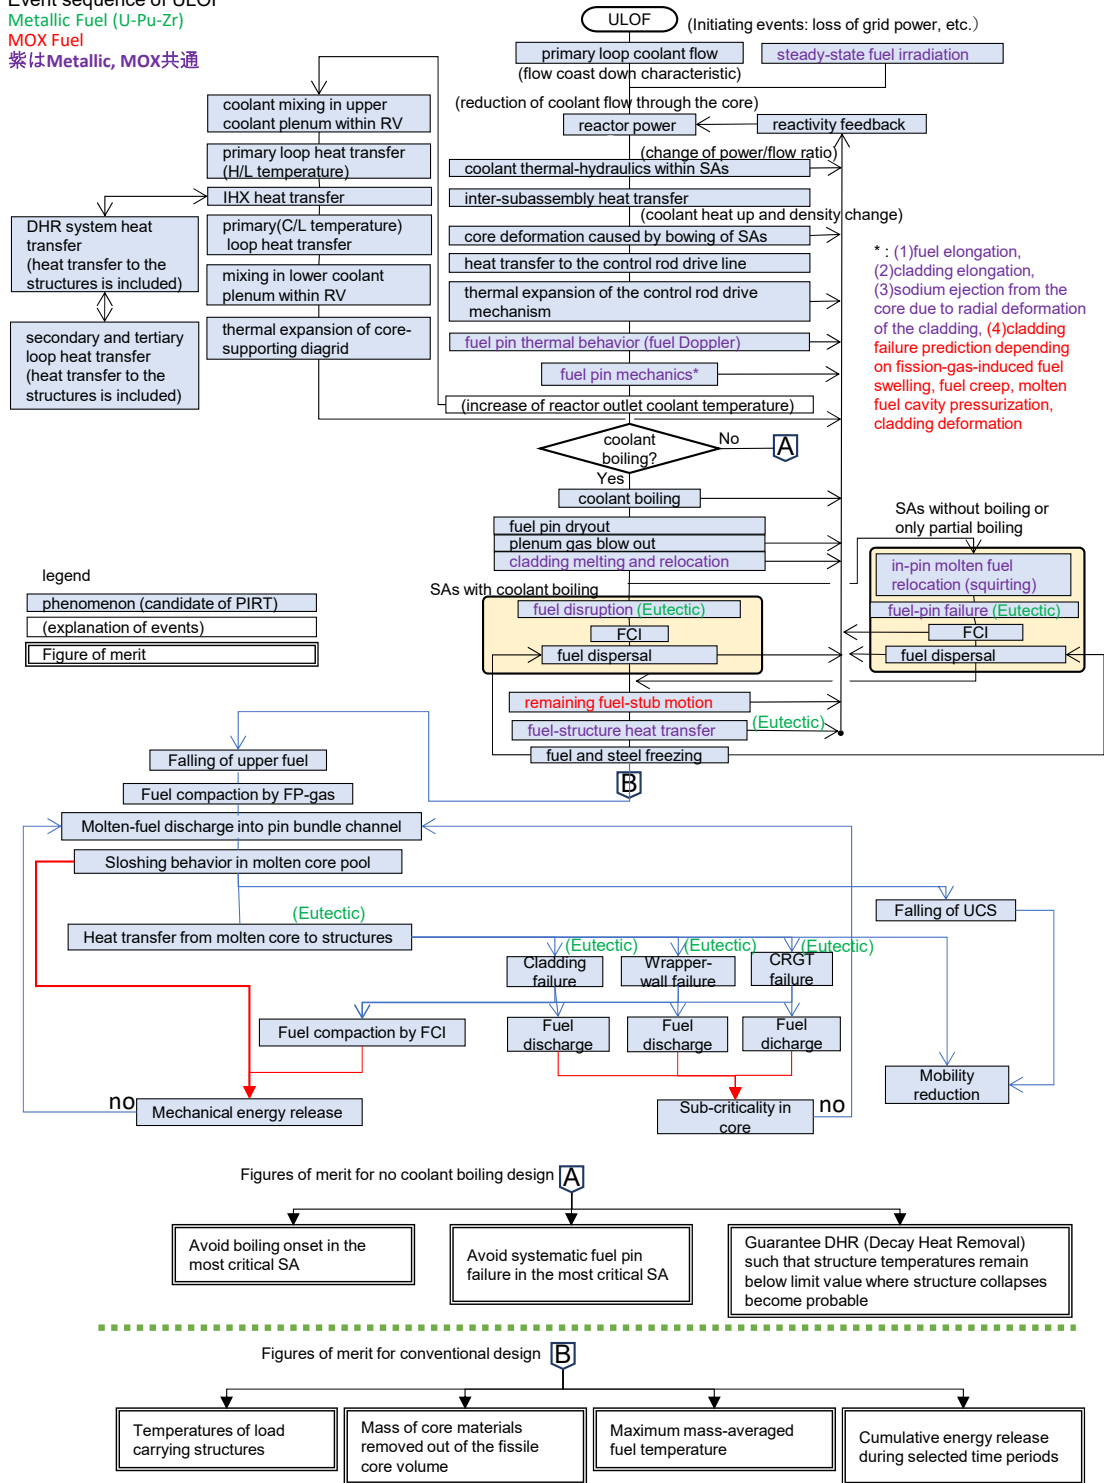 Event sequence of ULOF
Metallic Fuel (U-Pu-Zr)
MOX Fuel
紫はMetallic, MOX共通
ULOF
(Initiating events: loss of grid power, etc.)
primary loop coolant flow
steady-state fuel irradiation
(flow coast down characteristic)
(reduction of coolant flow through the core)
reactor power
reactivity feedback
(change of power/flow ratio)
coolant thermal-hydraulics within SAs
inter-subassembly heat transfer
(coolant heat up and density change)
core deformation caused by bowing of SAs
heat transfer to the control rod drive line
thermal expansion of the control rod drive
mechanism
fuel pin thermal behavior (fuel Doppler)
fuel pin mechanics*
(increase of reactor outlet coolant temperature)
coolant mixing in upper
coolant plenum within RV
primary loop heat transfer
(H/L temperature)
IHX heat transfer
primary(C/L temperature)
loop heat transfer
mixing in lower coolant
plenum within RV
thermal expansion of core-
supporting diagrid
DHR system heat
transfer
(heat transfer to the
structures is included)
secondary and tertiary
loop heat transfer
(heat transfer to the
structures is included)
* : (1)fuel elongation,
(2)cladding elongation,
(3)sodium ejection from the
core due to radial deformation
of the cladding, (4)cladding
failure prediction depending
on fission-gas-induced fuel
swelling, fuel creep, molten
fuel cavity pressurization,
cladding deformation
coolant
boiling?
No
A
Yes
coolant boiling
fuel pin dryout
plenum gas blow out
cladding melting and relocation
SAs with coolant boiling
fuel disruption (Eutectic)
FCI
fuel dispersal
SAs without boiling or
only partial boiling
in-pin molten fuel
relocation (squirting)
fuel-pin failure (Eutectic)
FCI
fuel dispersal
remaining fuel-stub motion
fuel-structure heat transfer
(Eutectic)
fuel and steel freezing
B
legend
phenomenon (candidate of PIRT)
(explanation of events)
Figure of merit
Falling of upper fuel
Fuel compaction by FP-gas
Molten-fuel discharge into pin bundle channel
Sloshing behavior in molten core pool
(Eutectic)
Heat transfer from molten core to structures
Falling of UCS
(Eutectic)
(Eutectic)
(Eutectic)
Cladding
failure
Wrapper-
wall failure
CRGT
failure
Fuel compaction by FCI
Fuel
discharge
Fuel
discharge
Fuel
dicharge
Mobility
reduction
no
Mechanical energy release
Sub-criticality in
core
no
Figures of merit for no coolant boiling design
A
Avoid boiling onset in the
most critical SA
Avoid systematic fuel pin
failure in the most critical SA
Guarantee DHR (Decay Heat Removal)
such that structure temperatures remain
below limit value where structure collapses
become probable
Figures of merit for conventional design
B
Temperatures of load
carrying structures
Mass of core materials
removed out of the fissile
core volume
Maximum mass-averaged
fuel temperature
Cumulative energy release
during selected time periods